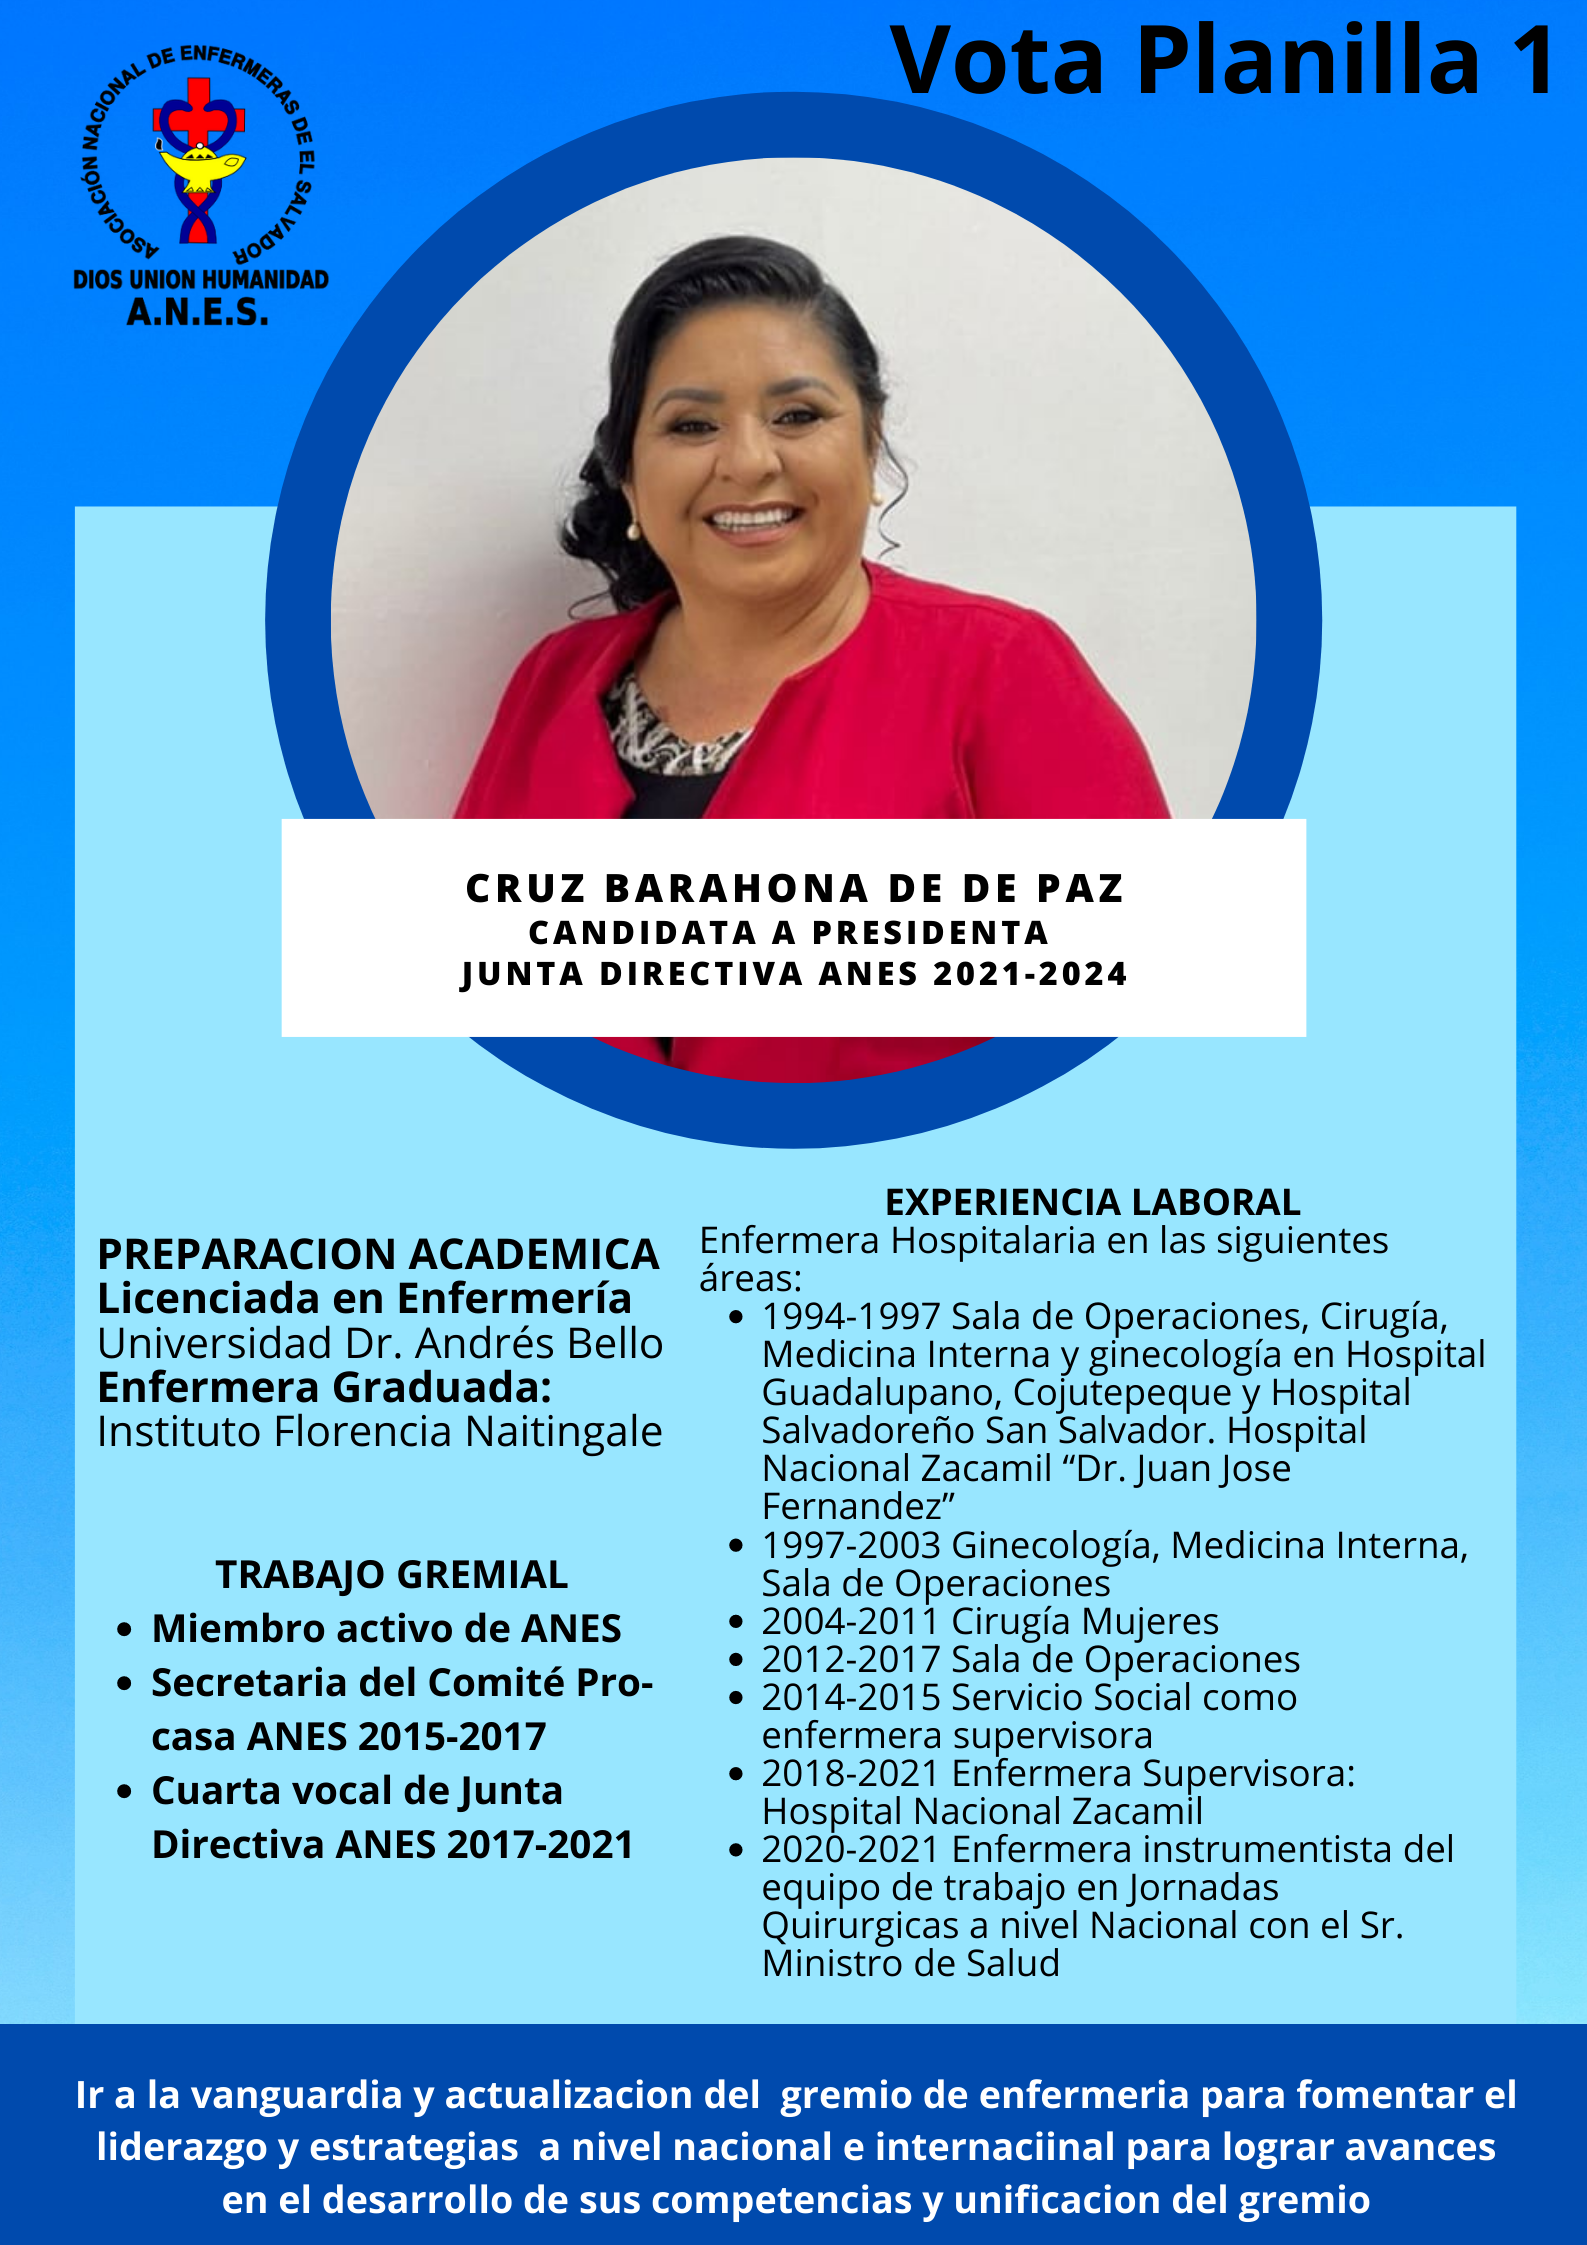 Vota Planilla 1
ASOCIACIÓN NACIONAL DE ENFERMERAS DE EL SALVADOR
DIOS UNION HUMANIDAD
A.N.E.S.
CRUZ BARAHONA DE DE PAZ
CANDIDATA A PRESIDENTA
JUNTA DIRECTIVA ANES 2021-2024
PREPARACION ACADEMICA
Licenciada en Enfermería
Universidad Dr. Andrés Bello
Enfermera Graduada:
Instituto Florencia Naitingale
TRABAJO GREMIAL
• Miembro activo de ANES
• Secretaria del Comité Pro-
casa ANES 2015-2017
• Cuarta vocal de Junta
Directiva ANES 2017-2021
EXPERIENCIA LABORAL
Enfermera Hospitalaria en las siguientes
áreas:
• 1994-1997 Sala de Operaciones, Cirugía,
Medicina Interna y ginecología en Hospital
Guadalupano, Cojutepeque y Hospital
Salvadoreño San Salvador. Hospital
Nacional Zacamil “Dr. Juan Jose
Fernandez”
• 1997-2003 Ginecología, Medicina Interna,
Sala de Operaciones
• 2004-2011 Cirugía Mujeres
• 2012-2017 Sala de Operaciones
• 2014-2015 Servicio Social como
enfermera supervisora
• 2018-2021 Enfermera Supervisora:
Hospital Nacional Zacamil
• 2020-2021 Enfermera instrumentista del
equipo de trabajo en Jornadas
Quirurgicas a nivel Nacional con el Sr.
Ministro de Salud
Ir a la vanguardia y actualizacion del gremio de enfermeria para fomentar el
liderazgo y estrategias a nivel nacional e internaciinal para lograr avances
en el desarrollo de sus competencias y unificacion del gremio